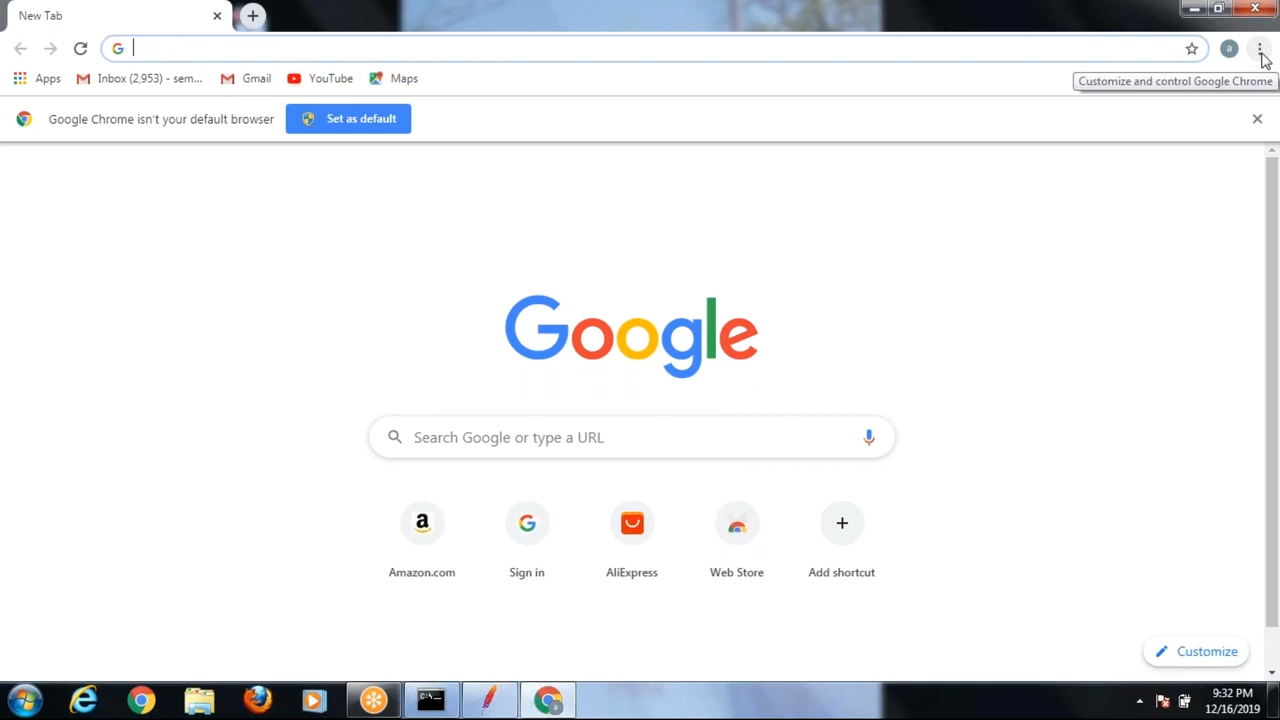 New Tab
Apps Inbox (2,953) - sem... Gmail YouTube Maps
Customize and control Google Chrome
Google Chrome isn't your default browser Set as default
Google
Search Google or type a URL
Amazon.com Sign in AliExpress Web Store Add shortcut
Customize
9:32 PM
12/16/2019